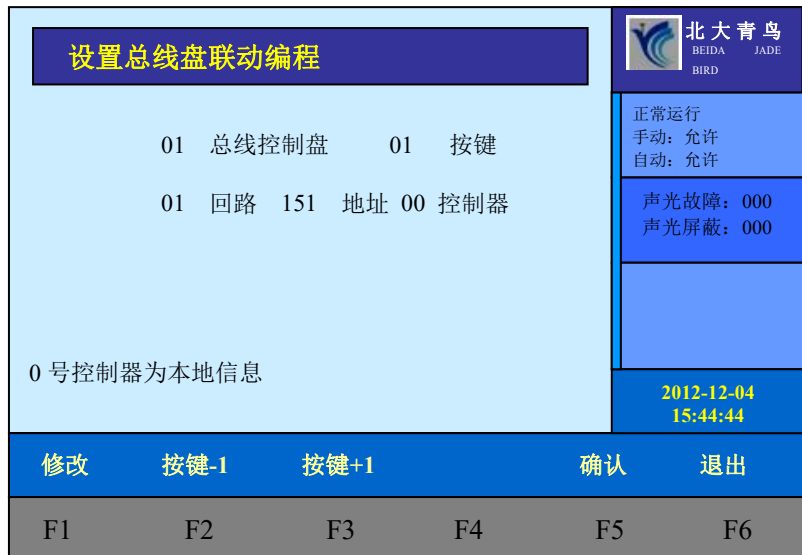 设置总线盘联动编程
北大青鸟
BEIDA JADE
BIRD
正常运行
手动：允许
自动：允许
01 总线控制盘 01 按键
01 回路 151 地址 00 控制器
声光故障：000
声光屏蔽：000
0 号控制器为本地信息
2012-12-04
15:44:44
修改 按键-1 按键+1 确认 退出
F1 F2 F3 F4 F5 F6